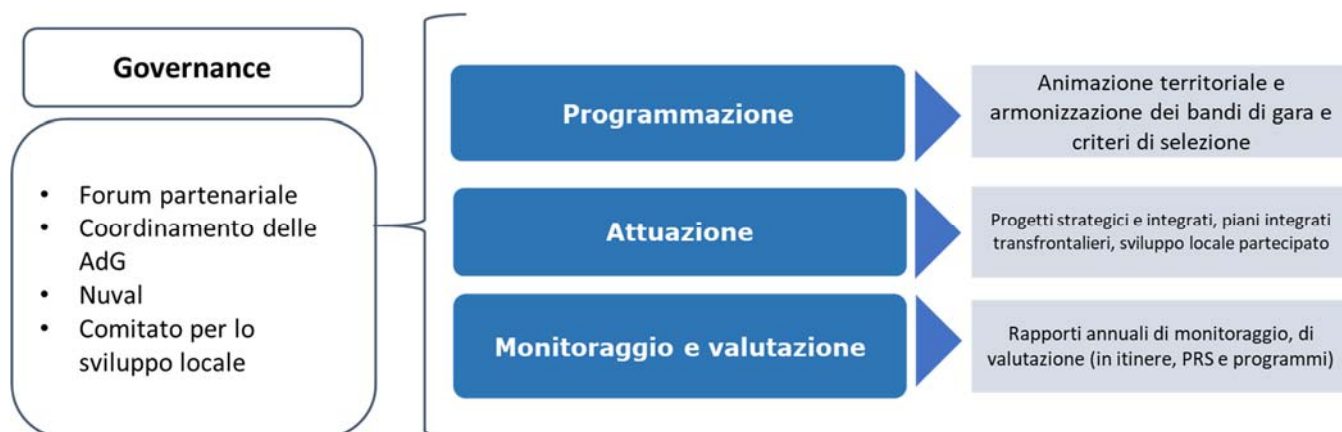 Governance
• Forum partenariale
• Coordinamento delle
AdG
• Nuval
• Comitato per lo
sviluppo locale
Programmazione
Animazione territoriale e
armonizzazione dei bandi di gara e
criteri di selezione
Attuazione
Progetti strategici e integrati, piani integrati
transfrontalieri, sviluppo locale partecipato
Monitoraggio e valutazione
Rapporti annuali di monitoraggio, di
valutazione (in itinere, PRS e programmi)